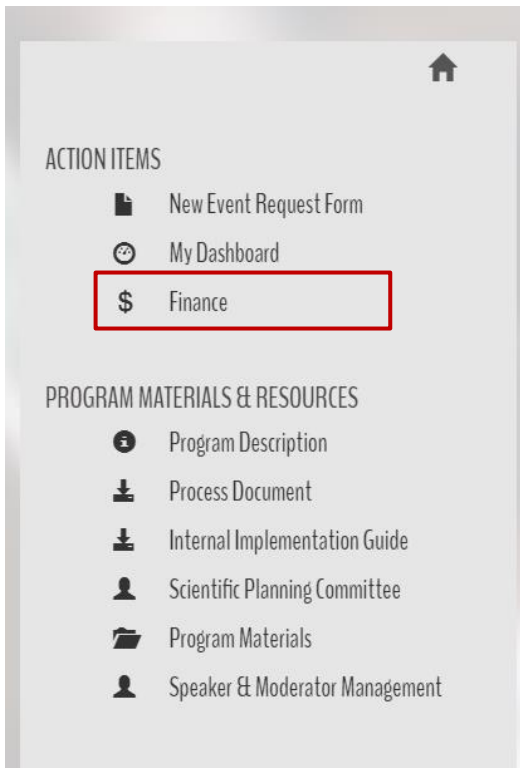 ACTION ITEMS
New Event Request Form
My Dashboard
$ Finance
PROGRAM MATERIALS & RESOURCES
Program Description
Process Document
Internal Implementation Guide
Scientific Planning Committee
Program Materials
Speaker & Moderator Management